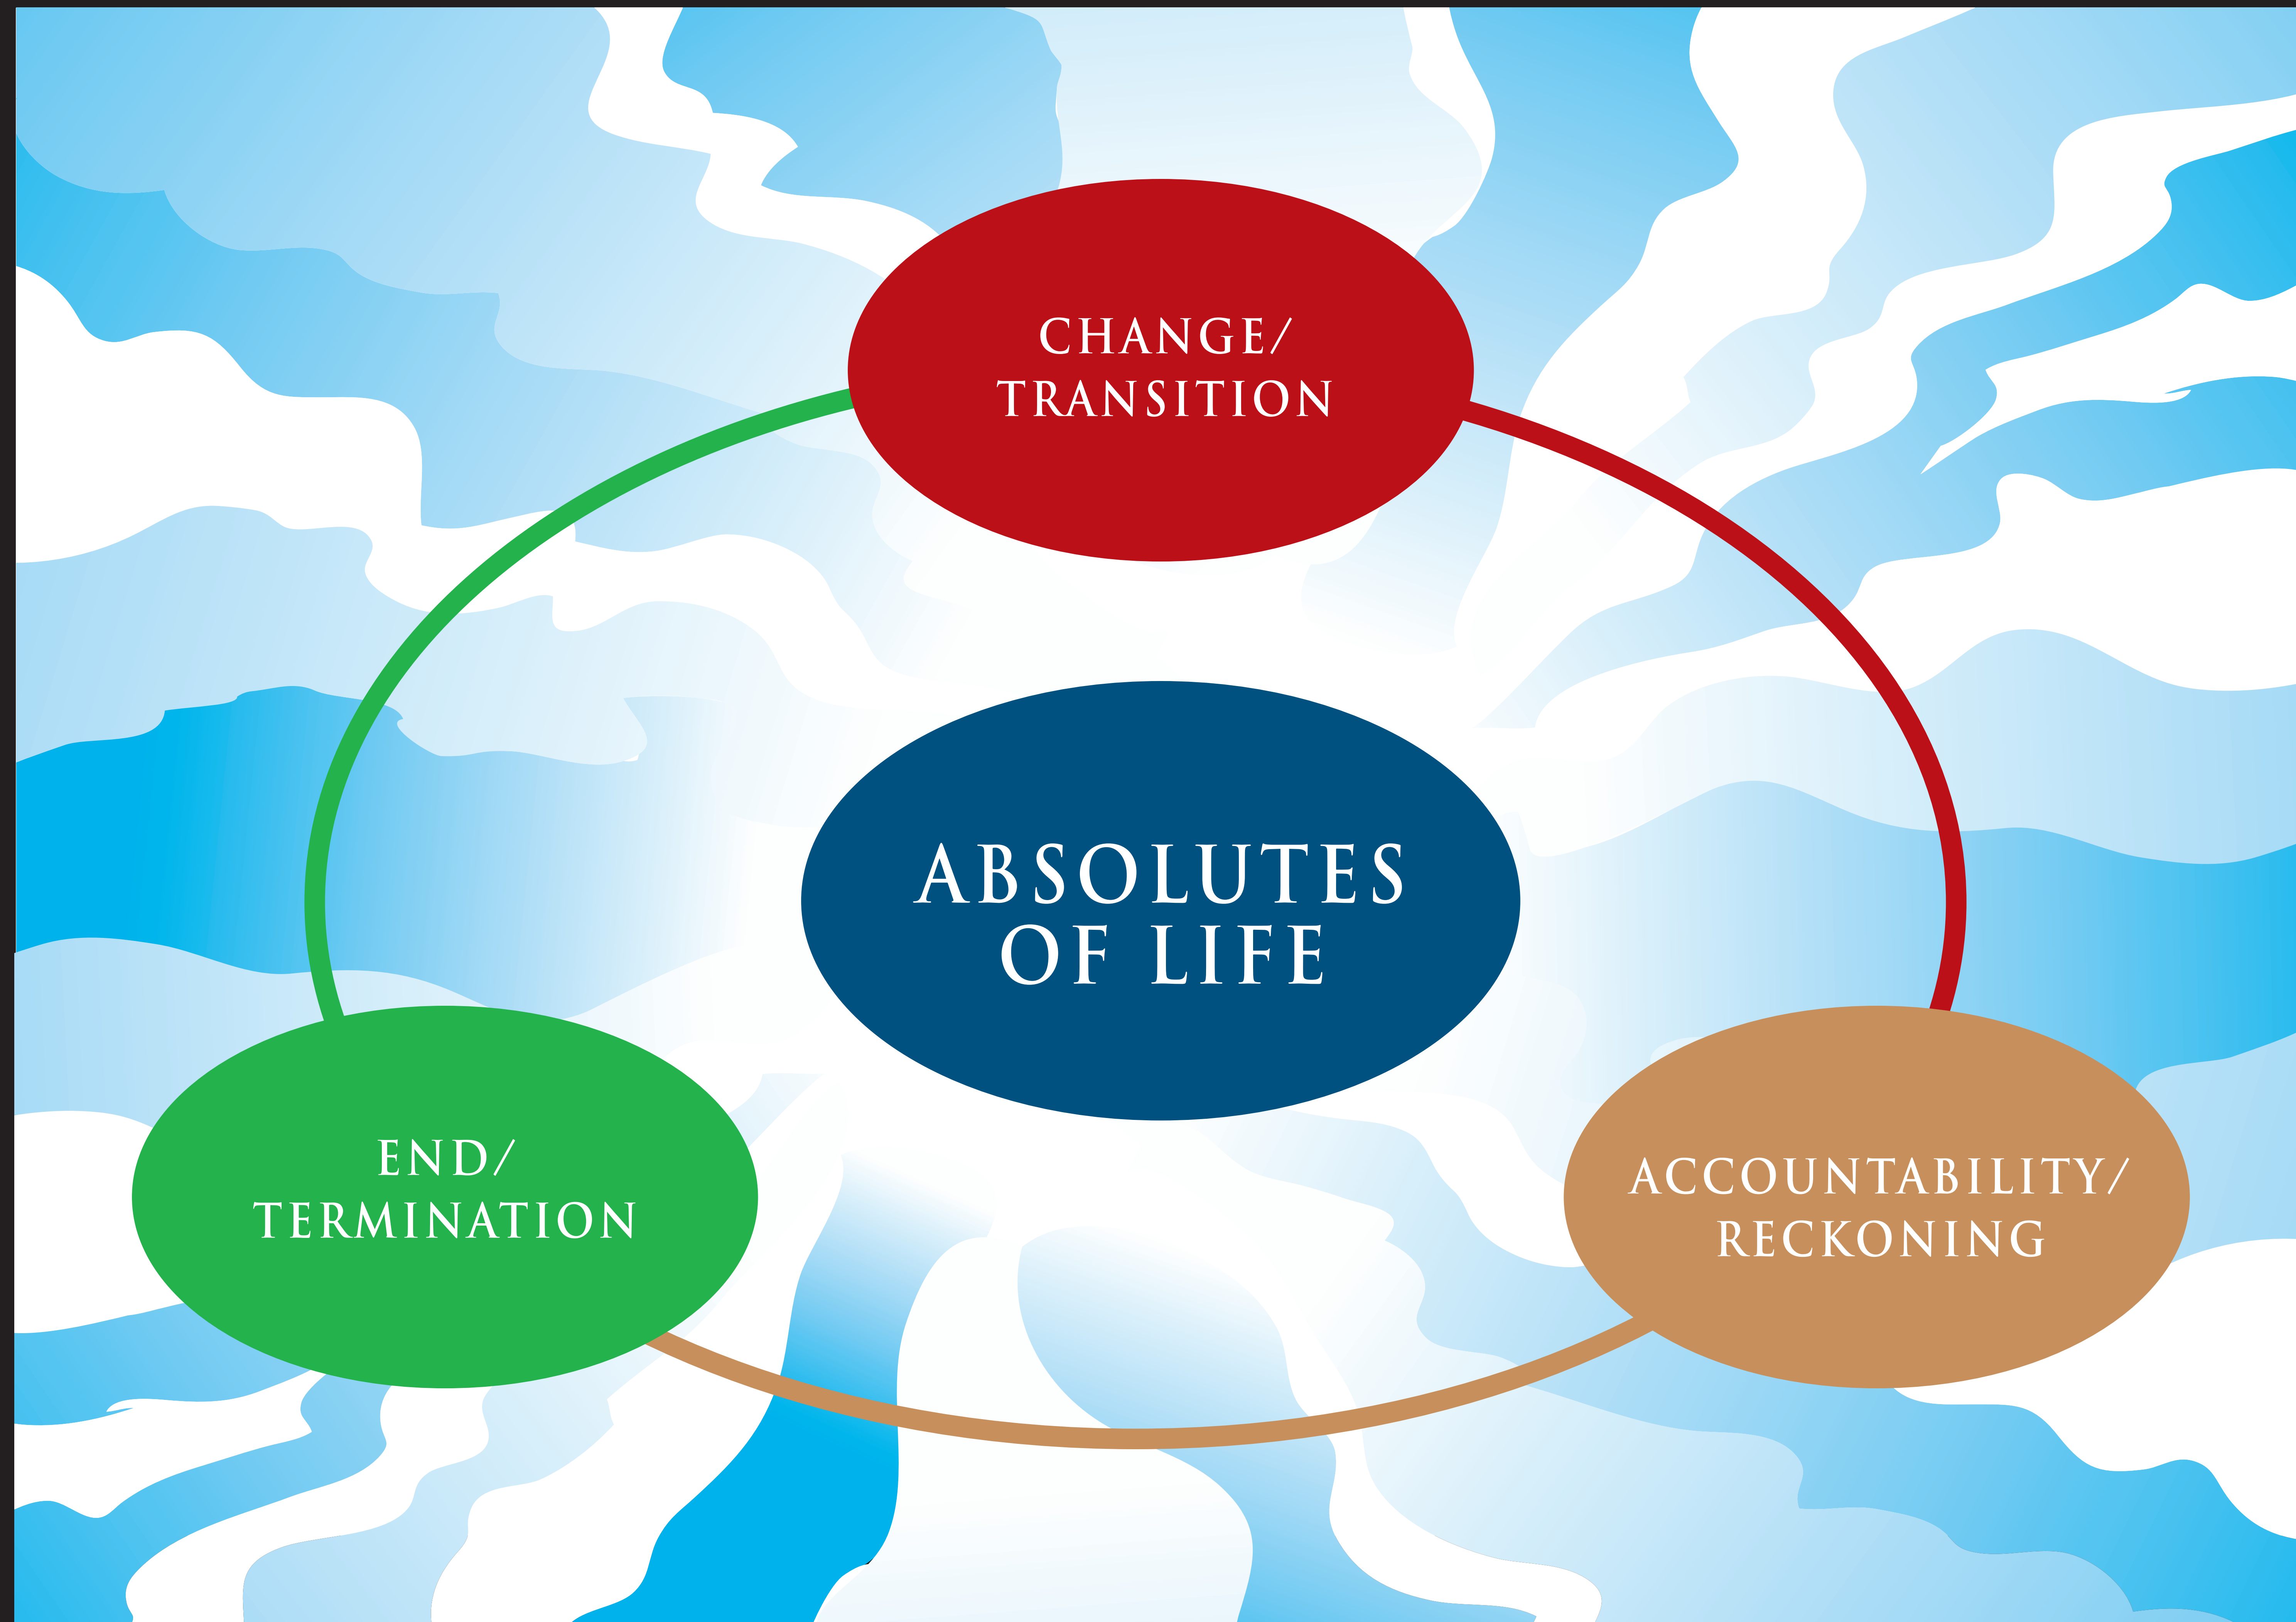 CHANGE/
TRANSITION
ABSOLUTES
OF LIFE
END/
TERMINATION
ACCOUNTABILITY/
RECKONING